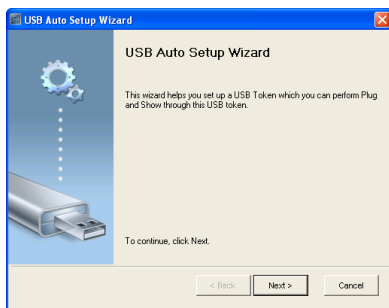 USB Auto Setup Wizard
USB Auto Setup Wizard
This wizard helps you set up a USB Token which you can perform Plug
and Show through this USB token.
To continue, click Next.
< Back
Next >
Cancel